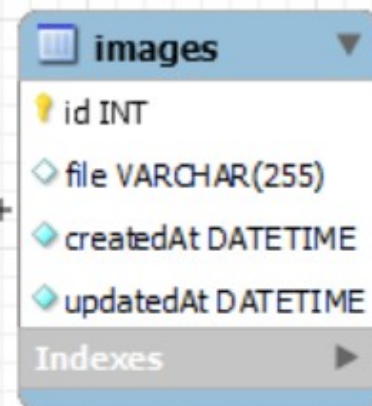 images
id INT
file VARCHAR(255)
createdAt DATETIME
updatedAt DATETIME
Indexes